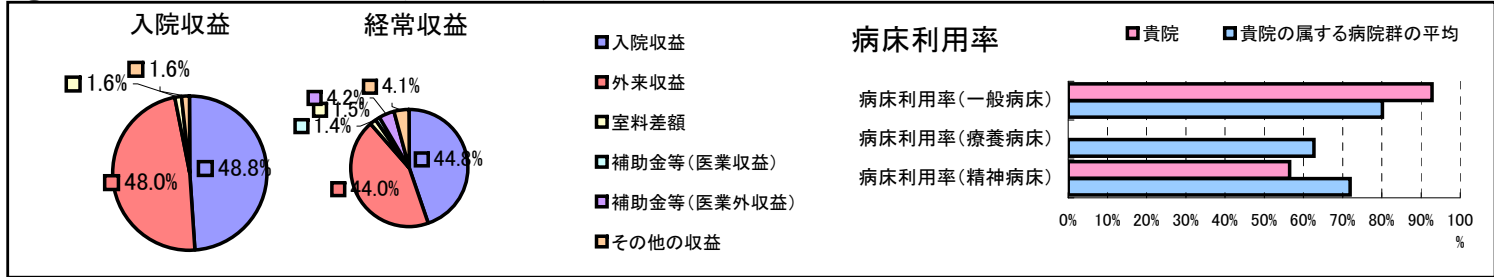 入院収益
1.6%
1.6%
48.0%
48.8%
経常収益
4.2%
4.1%
1.5%
1.4%
44.8%
44.0%
入院収益
外来収益
室料差額
補助金等(医業収益)
補助金等(医業外収益)
その他の収益
病床利用率
貴院
貴院の属する病院群の平均
病床利用率(一般病床)
病床利用率(療養病床)
病床利用率(精神病床)
0% 10% 20% 30% 40% 50% 60% 70% 80% 90% 100
%